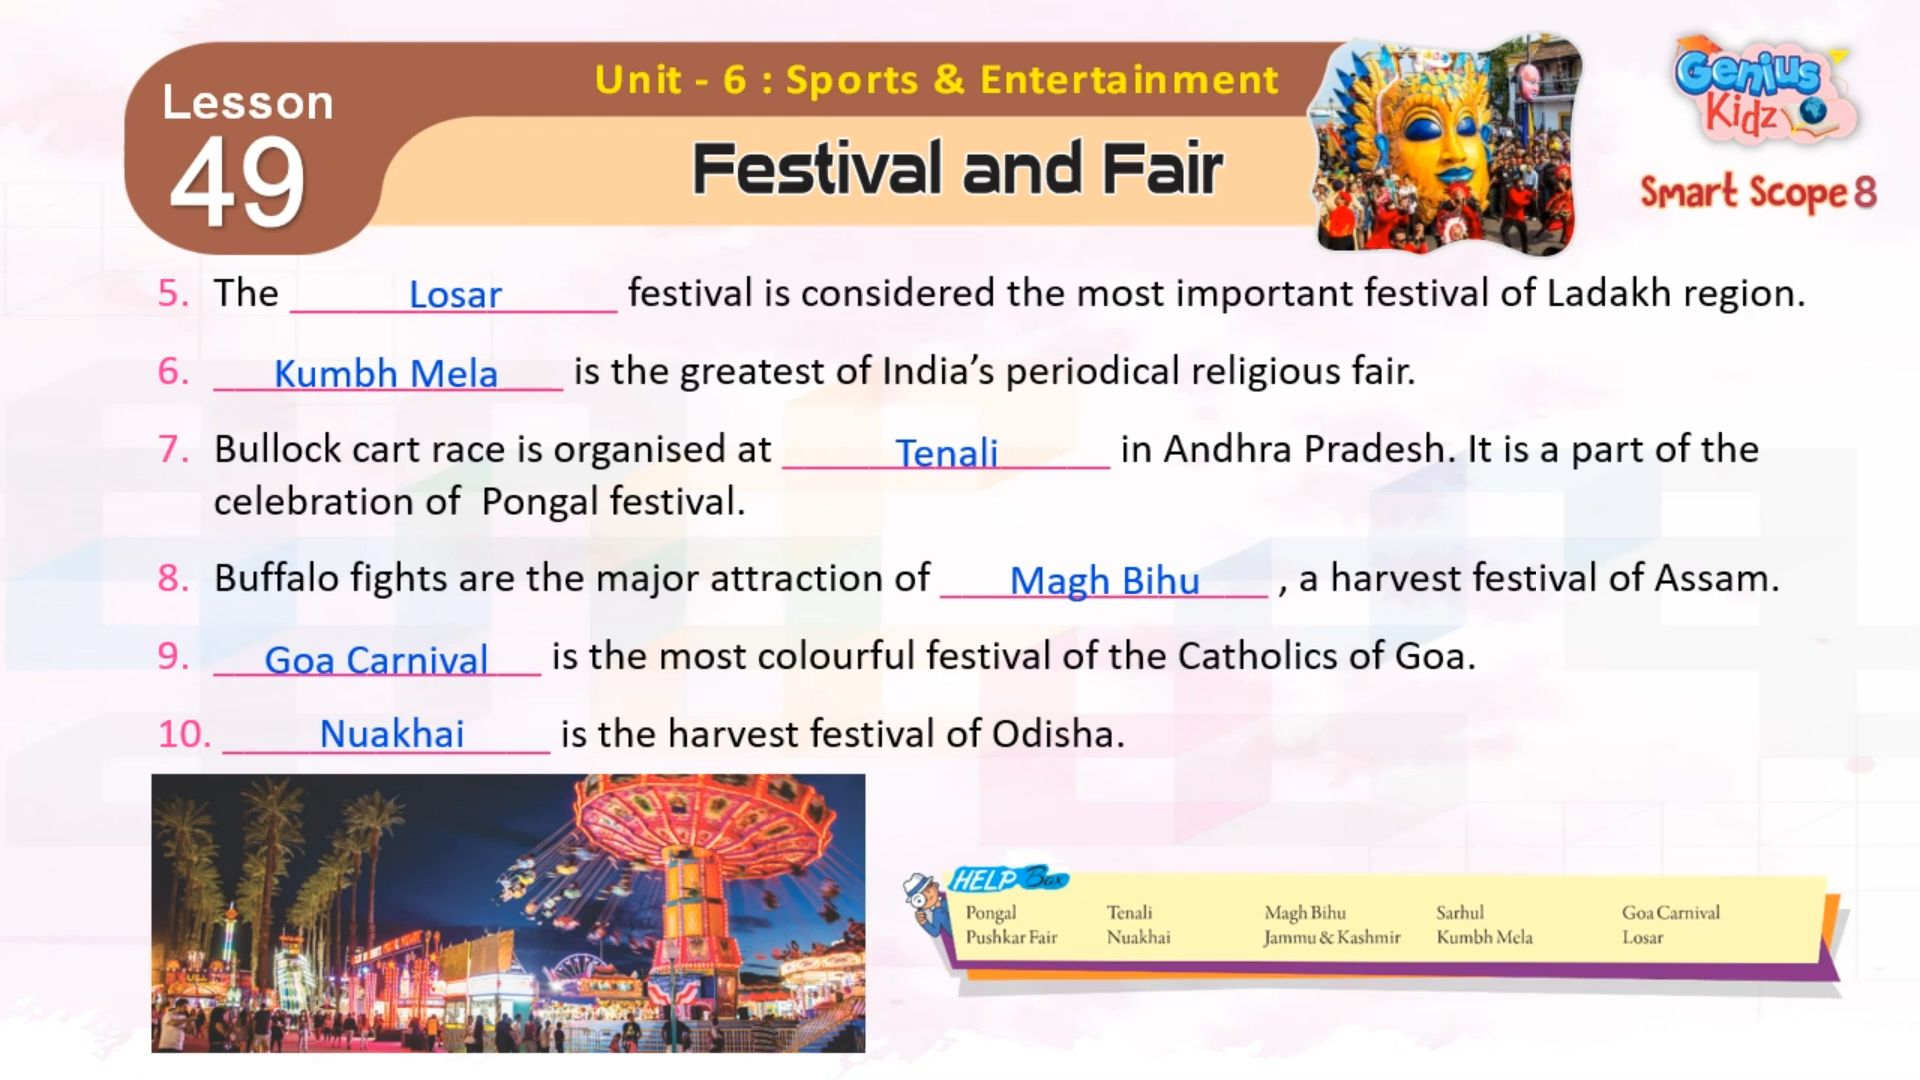 Lesson
49
Unit - 6 : Sports & Entertainment
Festival and Fair
Genius
Kidz
Smart Scope 8
5. The Losar festival is considered the most important festival of Ladakh region.
6. Kumbh Mela is the greatest of India’s periodical religious fair.
7. Bullock cart race is organised at Tenali in Andhra Pradesh. It is a part of the
celebration of Pongal festival.
8. Buffalo fights are the major attraction of Magh Bihu , a harvest festival of Assam.
9. Goa Carnival is the most colourful festival of the Catholics of Goa.
10. Nuakhai is the harvest festival of Odisha.
HELP Box
Pongal Tenali Magh Bihu Sarhul Goa Carnival
Pushkar Fair Nuakhai Jammu & Kashmir Kumbh Mela Losar